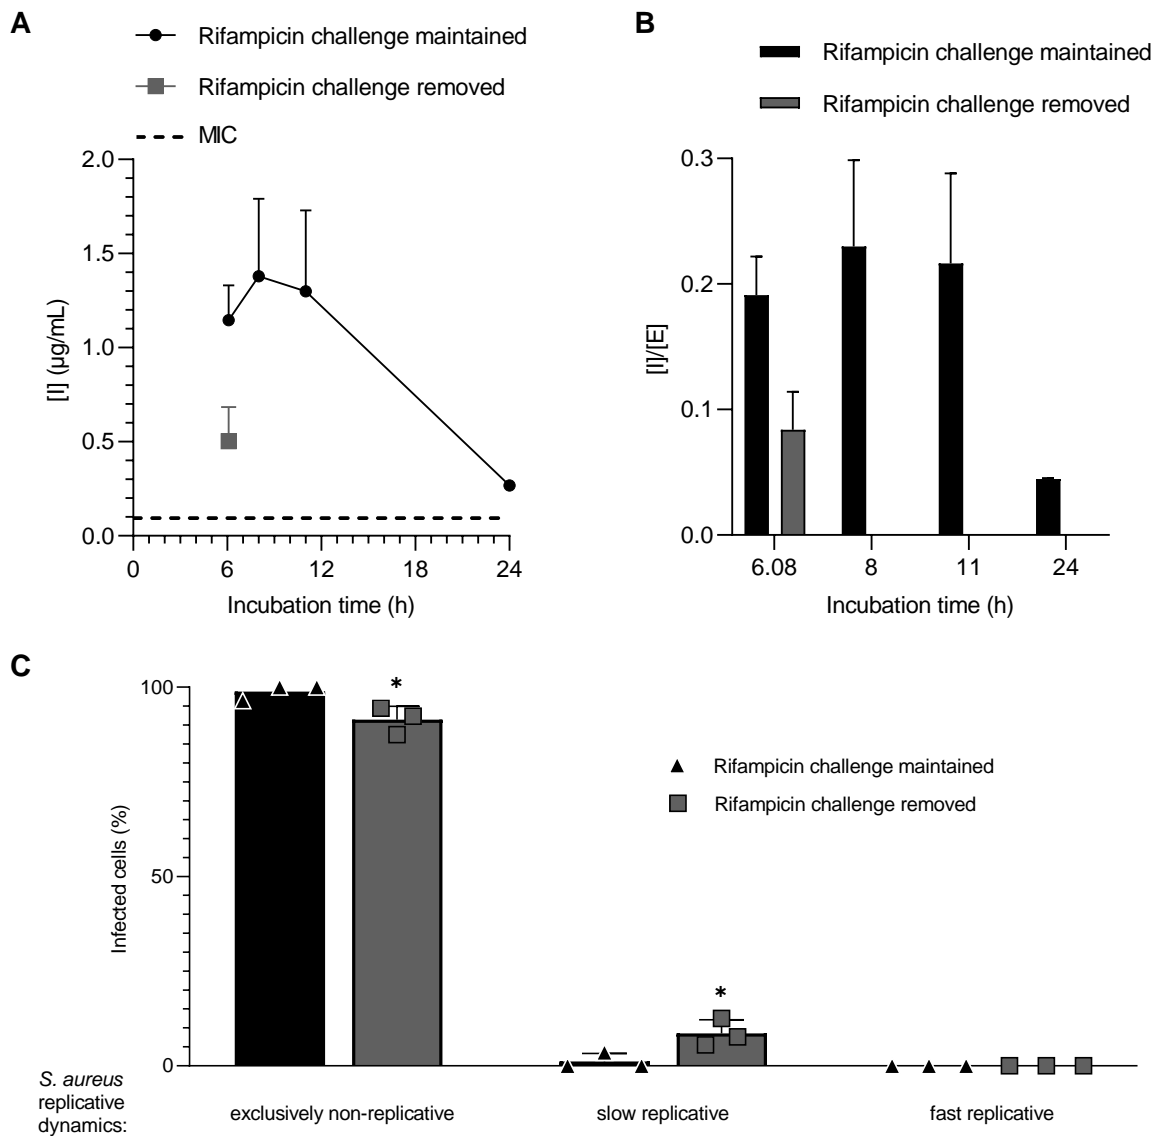 A
Rifampicin challenge maintained
Rifampicin challenge removed
MIC
2.0
1.5
1.0
0.5
0.0
[I] (µg/mL)
0 6 12 18 24
Incubation time (h)
B
Rifampicin challenge maintained
Rifampicin challenge removed
0.3
0.2
0.1
0.0
[I]/[E]
6.08 8 11 24
Incubation time (h)
C
100
50
0
Infected cells (%)
*
*
Rifampicin challenge maintained
Rifampicin challenge removed
S. aureus
replicative
dynamics:
exclusively non-replicative slow replicative fast replicative